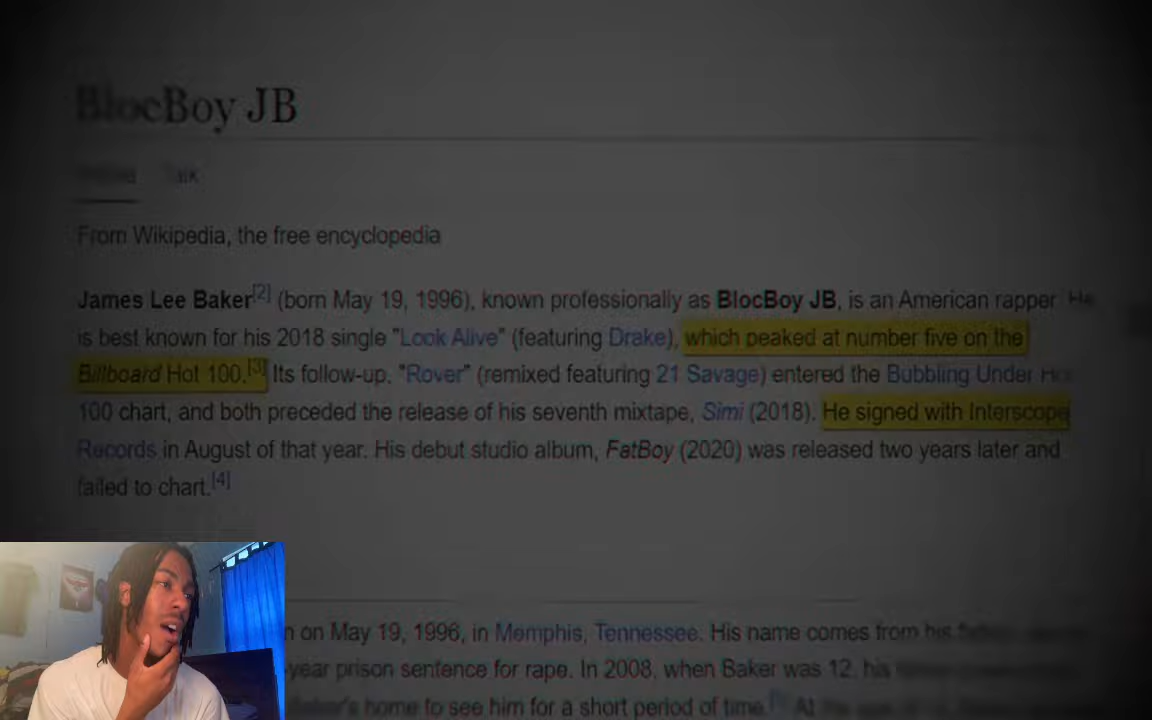 BlocBoy JB
Talk
From Wikipedia, the free encyclopedia
James Lee Baker[2] (born May 19, 1996), known professionally as BlocBoy JB, is an American rapper. He
is best known for his 2018 single "Look Alive" (featuring Drake), which peaked at number five on the
Billboard Hot 100.[3] Its follow-up, "Rover" (remixed featuring 21 Savage) entered the Bubbling Under Hot
100 chart, and both preceded the release of his seventh mixtape, Simi (2018). He signed with Interscope
Records in August of that year. His debut studio album, FatBoy (2020) was released two years later and
failed to chart.[4]
n on May 19, 1996, in Memphis, Tennessee. His name comes from his
-year prison sentence for rape. In 2008, when Baker was 12, his
aker's home to see him for a short period of time.[5] At